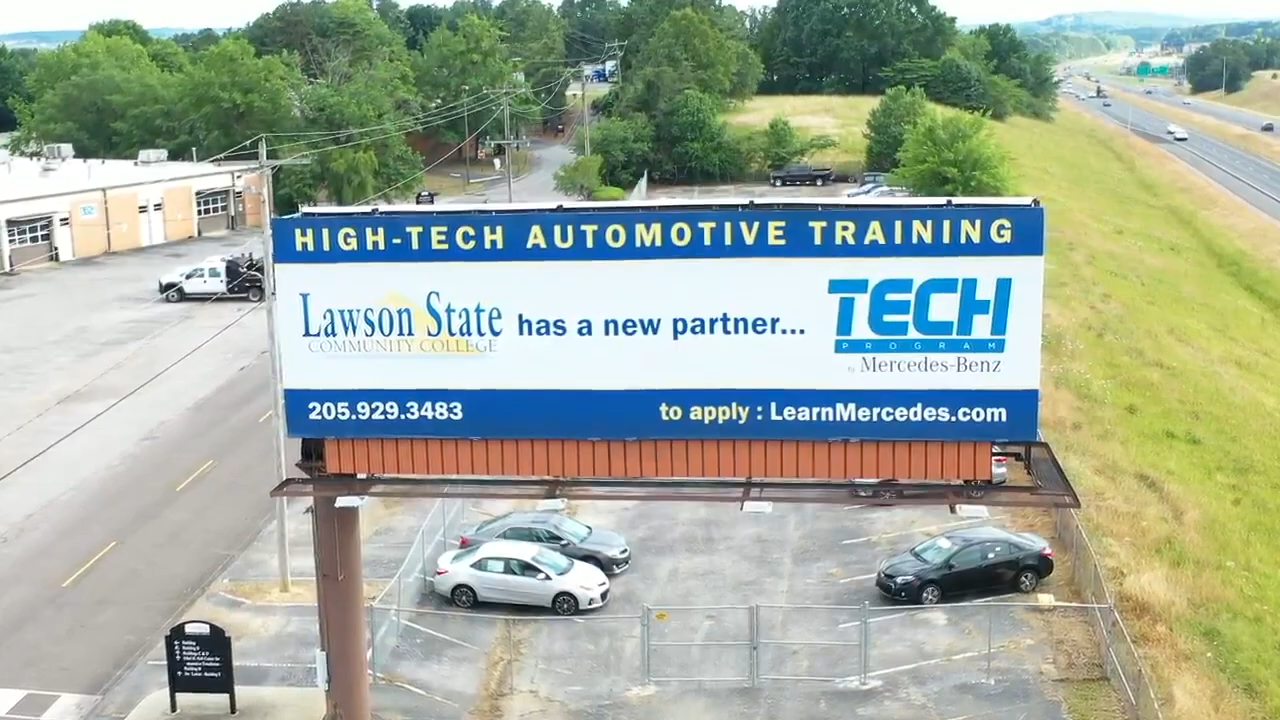 HIGH-TECH AUTOMOTIVE TRAINING
LAWSON STATE
COMMUNITY COLLEGE
has a new partner...
TECH
PROGRAM
by Mercedes-Benz
205.929.3483
to apply : LearnMercedes.com